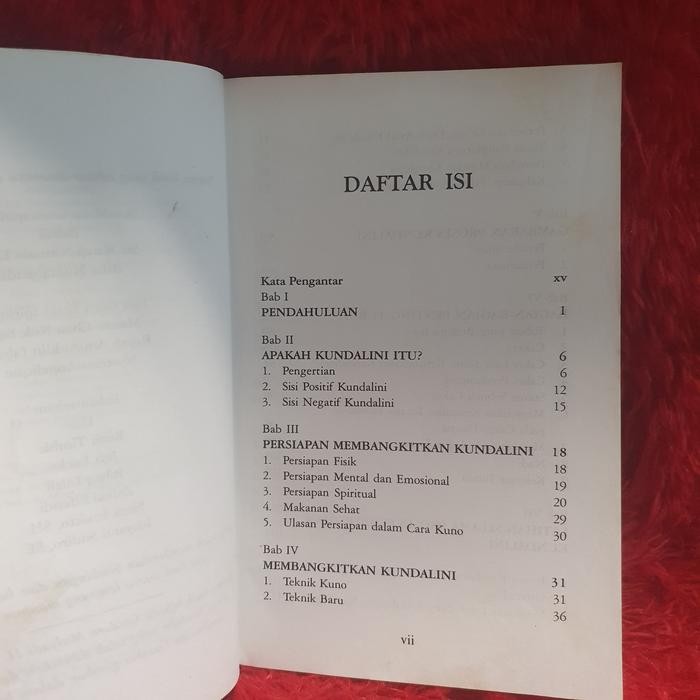 DAFTAR ISI
Kata Pengantar xv
Bab I
PENDAHULUAN 1
Bab II
APAKAH KUNDALINI ITU? 6
1. Pengertian 6
2. Sisi Positif Kundalini 12
3. Sisi Negatif Kundalini 15
Bab III
PERSIAPAN MEMBANGKITKAN KUNDALINI 18
1. Persiapan Fisik 18
2. Persiapan Mental dan Emosional 19
3. Persiapan Spiritual 20
4. Makanan Sehat 29
5. Ulasan Persiapan dalam Cara Kuno 30
Bab IV
MEMBANGKITKAN KUNDALINI 31
1. Teknik Kuno 31
2. Teknik Baru 36
vii